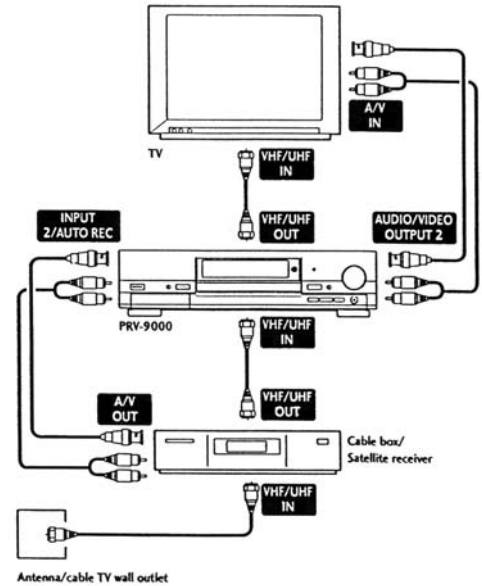 A/V
IN
TV
VHF/UHF
IN
VHF/UHF
OUT
INPUT
2/AUTO REC
AUDIO/VIDEO
OUTPUT 2
PRV-9000
VHF/UHF
IN
A/V
OUT
VHF/UHF
OUT
Cable box/
Satellite receiver
VHF/UHF
IN
Antenna/cable TV wall outlet